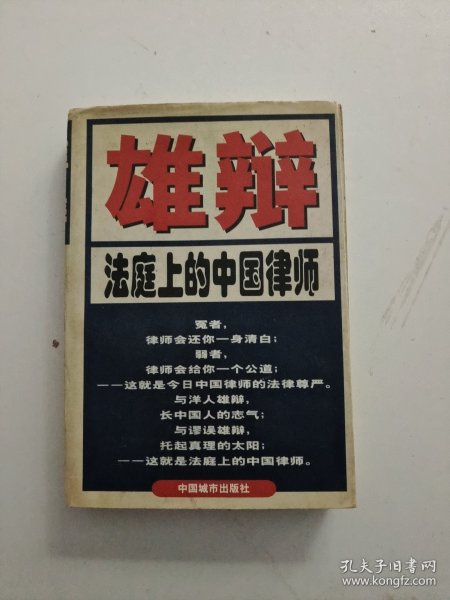 雄辩
法庭上的中国律师
冤者，
律师会还你一身清白；
弱者，
律师会给你一个公道；
——这就是今日中国律师的法律尊严。
与洋人雄辩，
长中国人的志气；
与谬误雄辩，
托起真理的太阳；
——这就是法庭上的中国律师。
中国城市出版社
孔夫子旧书网
www.kongfz.com